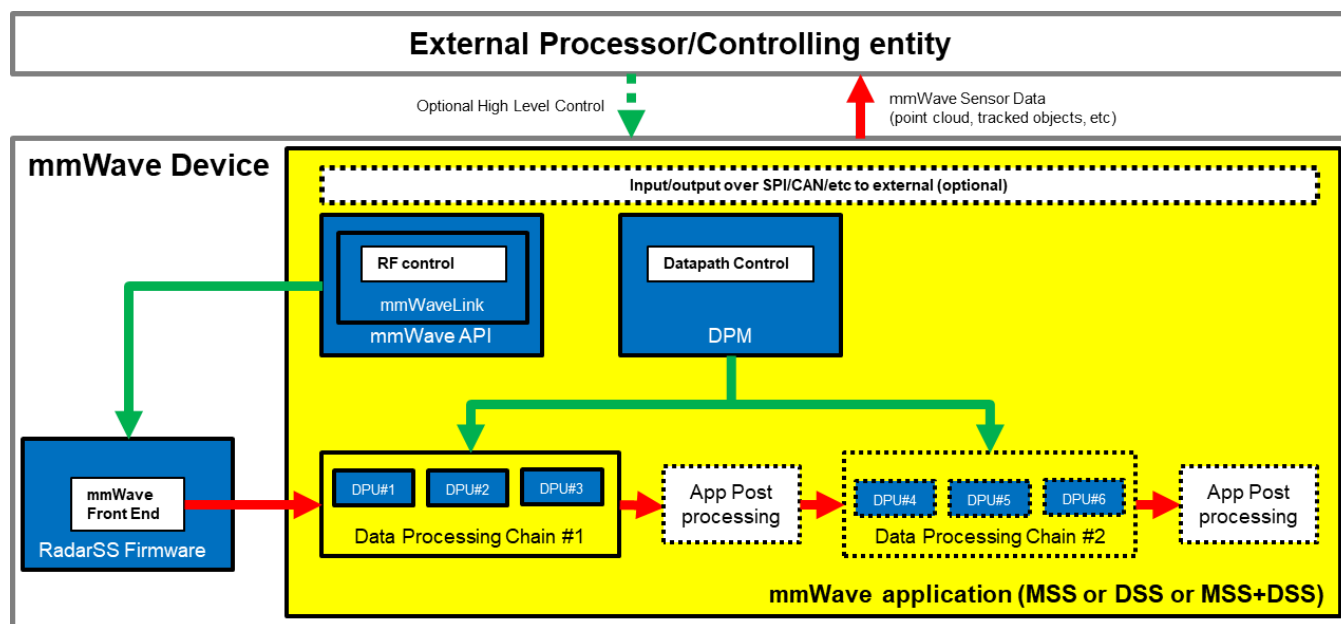 External Processor/Controlling entity
Optional High Level Control
mmWave Sensor Data
(point cloud, tracked objects, etc)
mmWave Device
Input/output over SPI/CAN/etc to external (optional)
RF control
mmWaveLink
mmWave API
Datapath Control
DPM
mmWave
Front End
RadarSS Firmware
DPU#1
DPU#2
DPU#3
Data Processing Chain #1
App Post
processing
DPU#4
DPU#5
DPU#6
Data Processing Chain #2
App Post
processing
mmWave application (MSS or DSS or MSS+DSS)